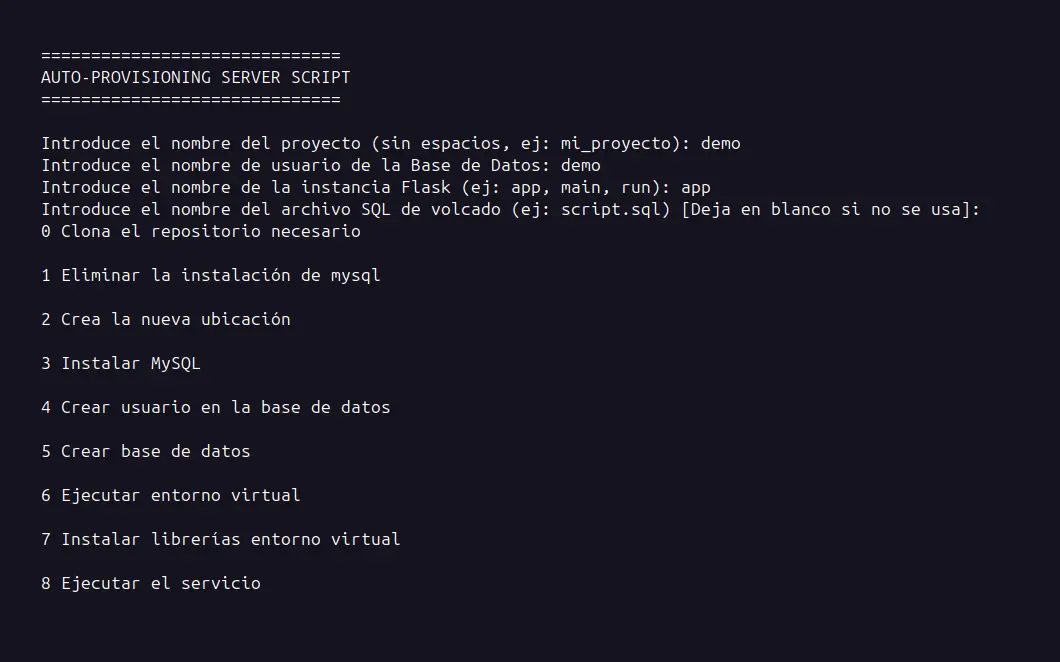 ==============================
AUTO-PROVISIONING SERVER SCRIPT
==============================
Introduce el nombre del proyecto (sin espacios, ej: mi_proyecto): demo
Introduce el nombre de usuario de la Base de Datos: demo
Introduce el nombre de la instancia Flask (ej: app, main, run): app
Introduce el nombre del archivo SQL de volcado (ej: script.sql) [Deja en blanco si no se usa]:
0 Clona el repositorio necesario
1 Eliminar la instalación de mysql
2 Crea la nueva ubicación
3 Instalar MySQL
4 Crear usuario en la base de datos
5 Crear base de datos
6 Ejecutar entorno virtual
7 Instalar librerías entorno virtual
8 Ejecutar el servicio